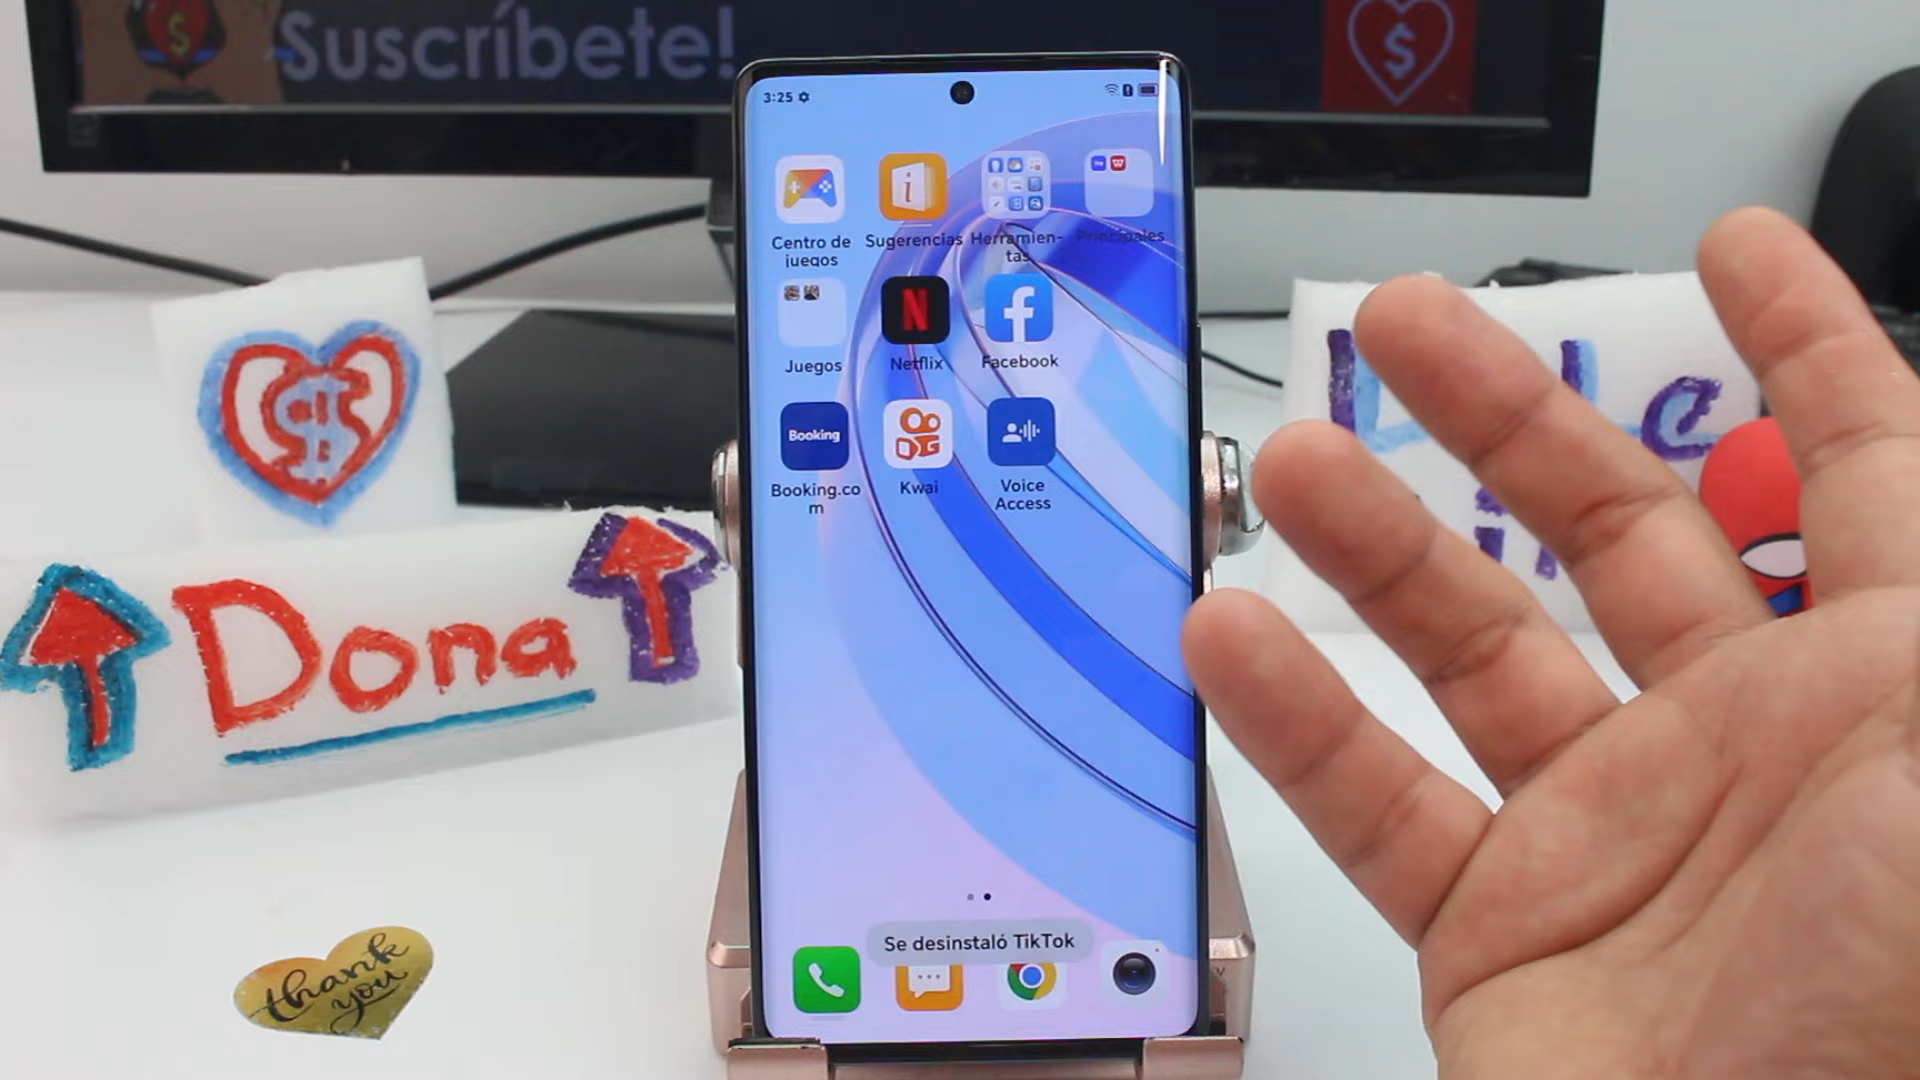 Suscríbete!
3:25
Centro de
juegos
Sugerencias
Herramien-
tas
Principales
Juegos
Netflix
Facebook
Booking
Booking.co
m
Kwai
Voice
Access
Se desinstaló TikTok
Dona
thank
you